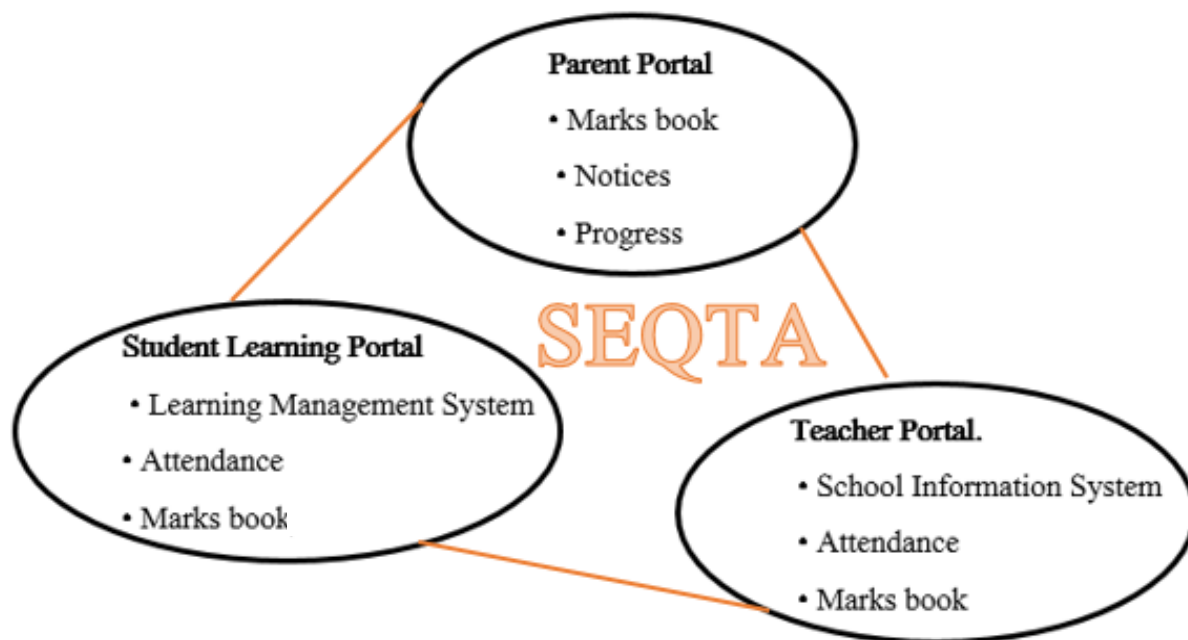 Parent Portal
• Marks book
• Notices
• Progress
SEQTA
Student Learning Portal
• Learning Management System
• Attendance
• Marks book
Teacher Portal.
• School Information System
• Attendance
• Marks book